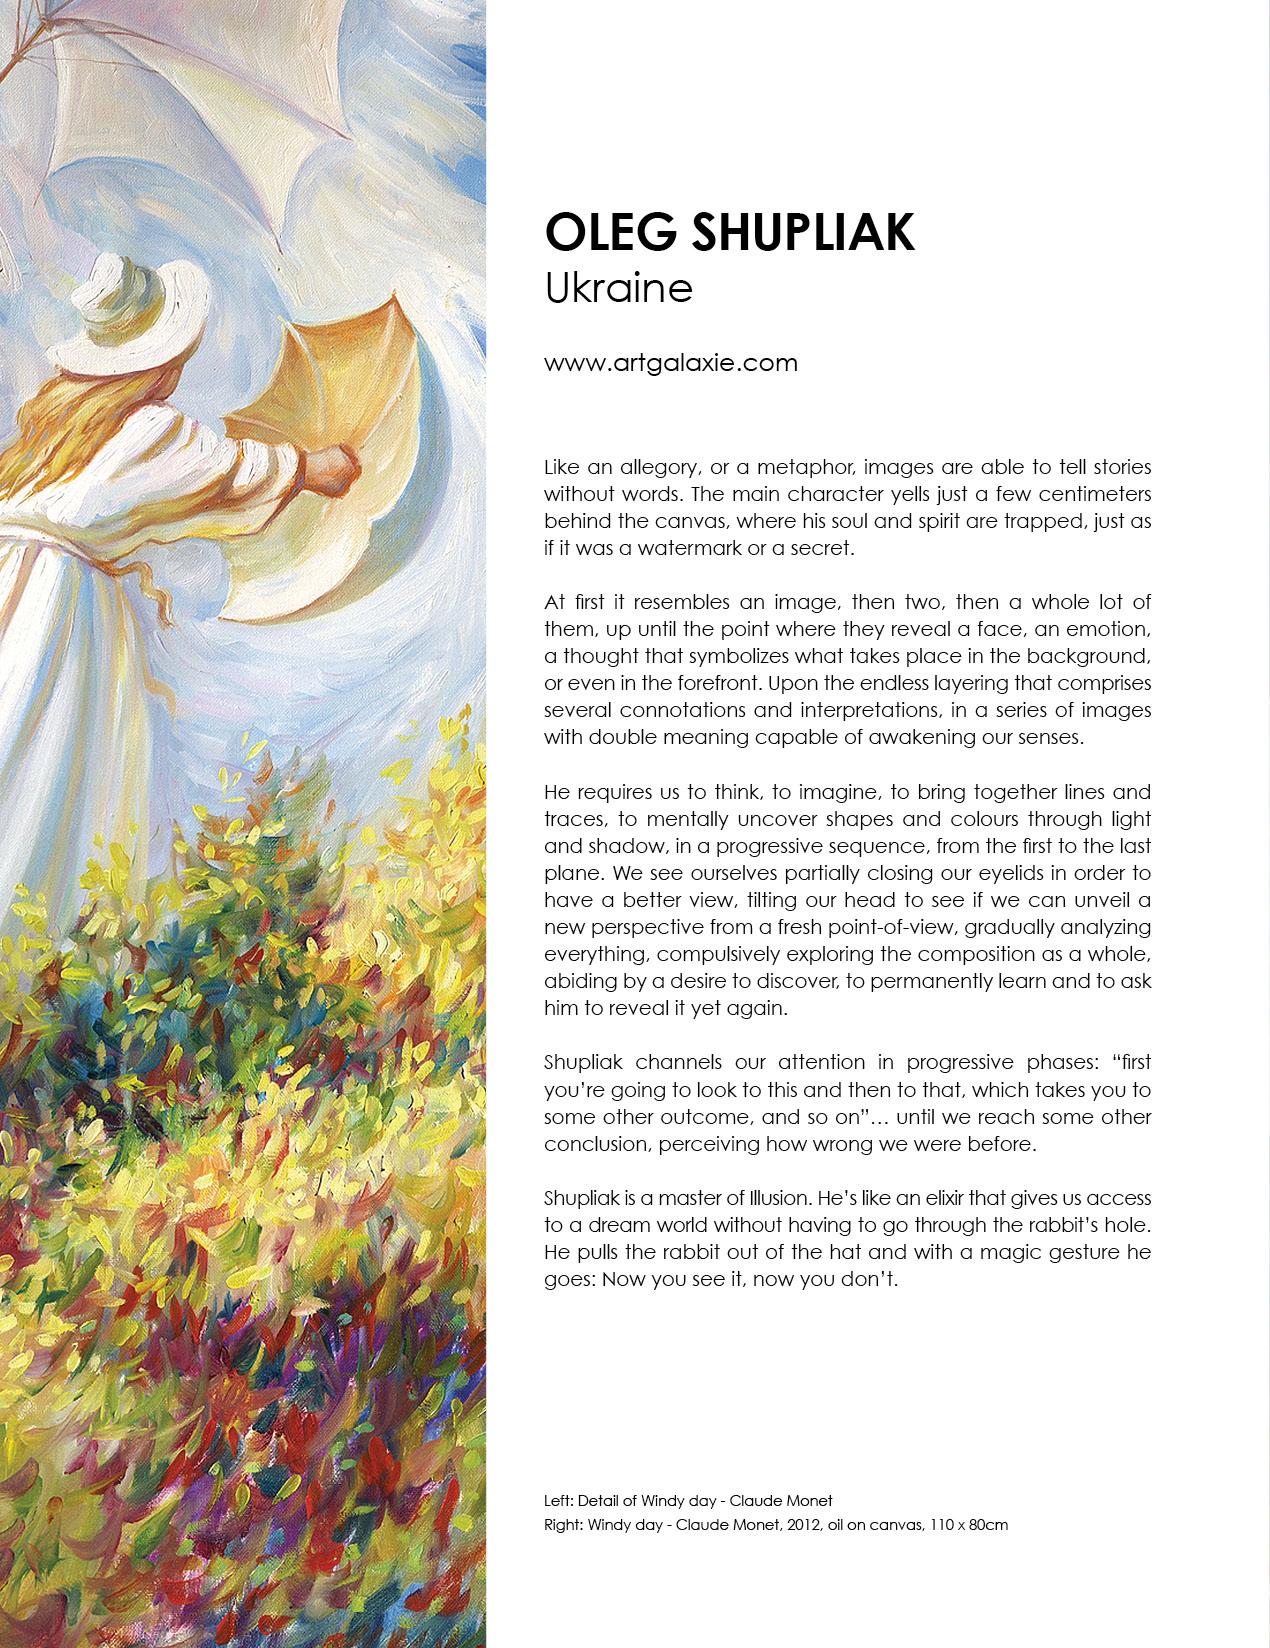 OLEG SHUPLIAK
Ukraine
www.artgalaxie.com
Like an allegory, or a metaphor, images are able to tell stories
without words. The main character yells just a few centimeters
behind the canvas, where his soul and spirit are trapped, just as
if it was a watermark or a secret.
At first it resembles an image, then two, then a whole lot of
them, up until the point where they reveal a face, an emotion,
a thought that symbolizes what takes place in the background,
or even in the forefront. Upon the endless layering that comprises
several connotations and interpretations, in a series of images
with double meaning capable of awakening our senses.
He requires us to think, to imagine, to bring together lines and
traces, to mentally uncover shapes and colours through light
and shadow, in a progressive sequence, from the first to the last
plane. We see ourselves partially closing our eyelids in order to
have a better view, tilting our head to see if we can unveil a
new perspective from a fresh point-of-view, gradually analyzing
everything, compulsively exploring the composition as a whole,
abiding by a desire to discover, to permanently learn and to ask
him to reveal it yet again.
Shupliak channels our attention in progressive phases: “first
you’re going to look to this and then to that, which takes you to
some other outcome, and so on”… until we reach some other
conclusion, perceiving how wrong we were before.
Shupliak is a master of Illusion. He’s like an elixir that gives us access
to a dream world without having to go through the rabbit’s hole.
He pulls the rabbit out of the hat and with a magic gesture he
goes: Now you see it, now you don’t.
Left: Detail of Windy day - Claude Monet
Right: Windy day - Claude Monet, 2012, oil on canvas, 110 x 80cm